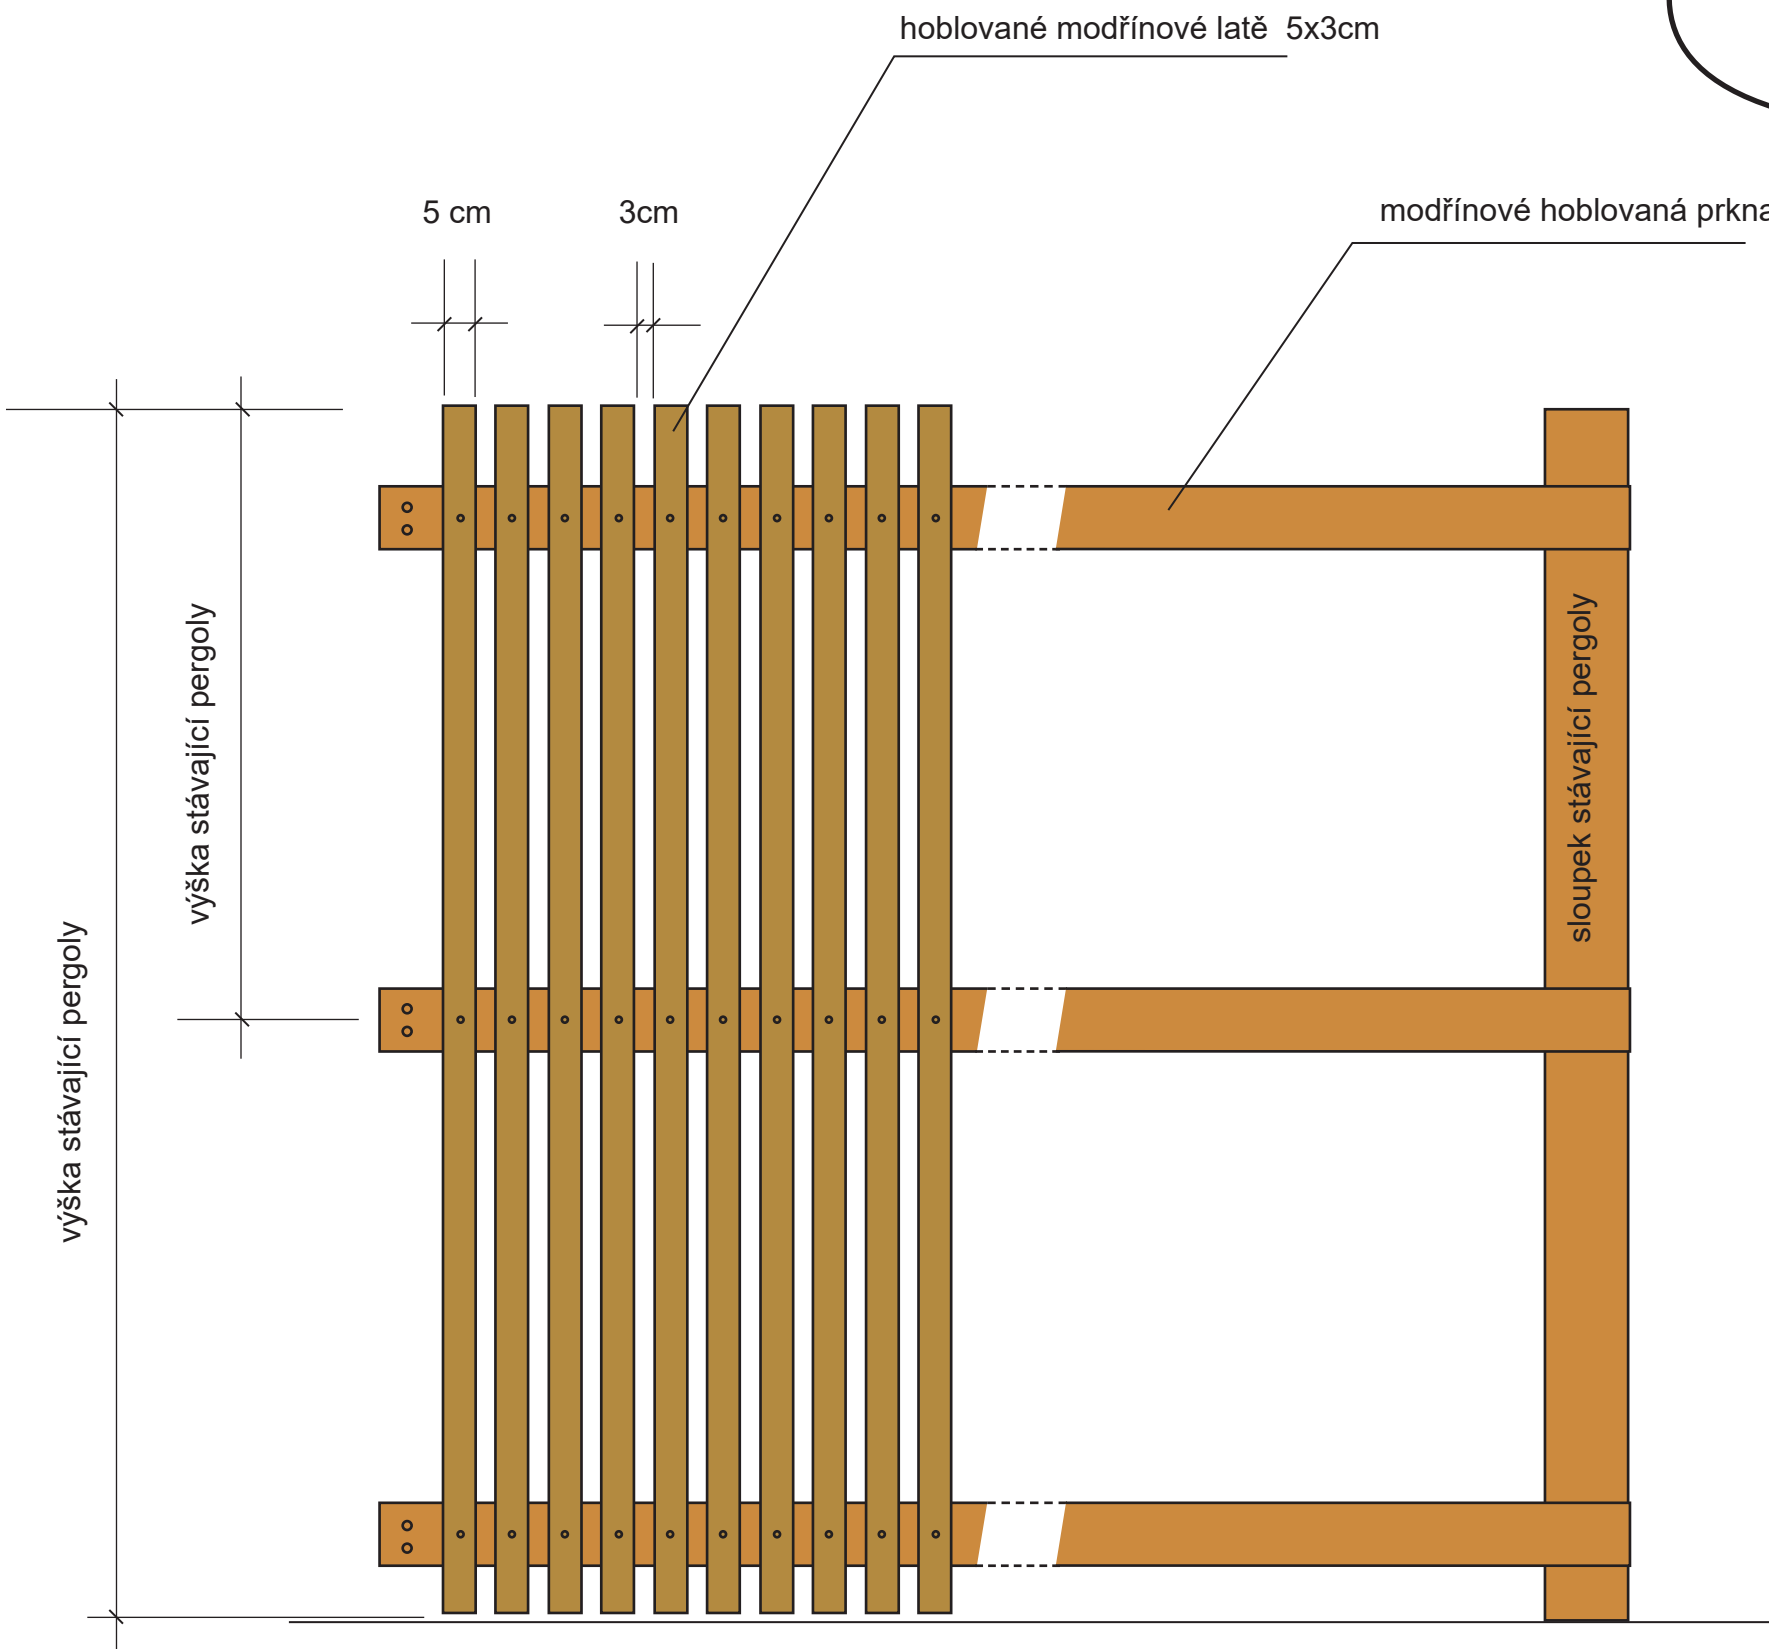 hoblované modřínové latě 5x3cm
5 cm
3cm
modřínové hoblovaná prkna
výška stávající pergoly
výška stávající pergoly
sloupek stávající pergoly